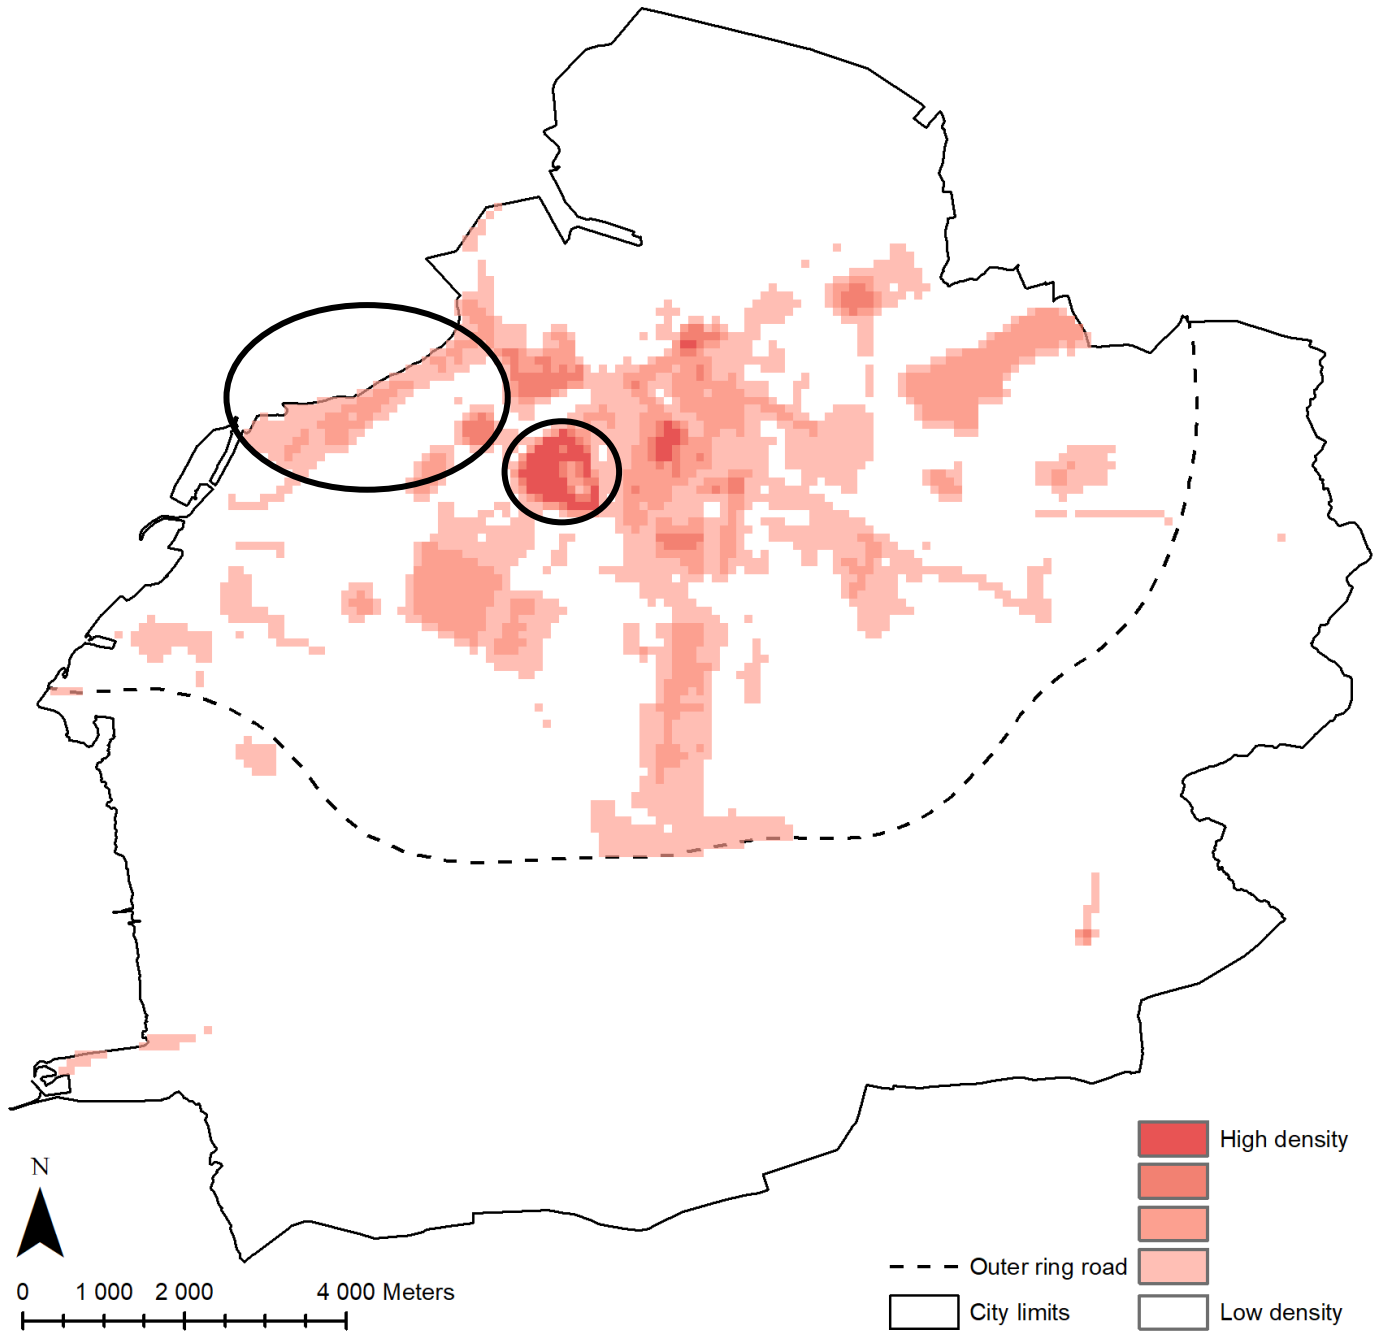 N
0 1 000 2 000 4 000 Meters
High density
Outer ring road
City limits
Low density